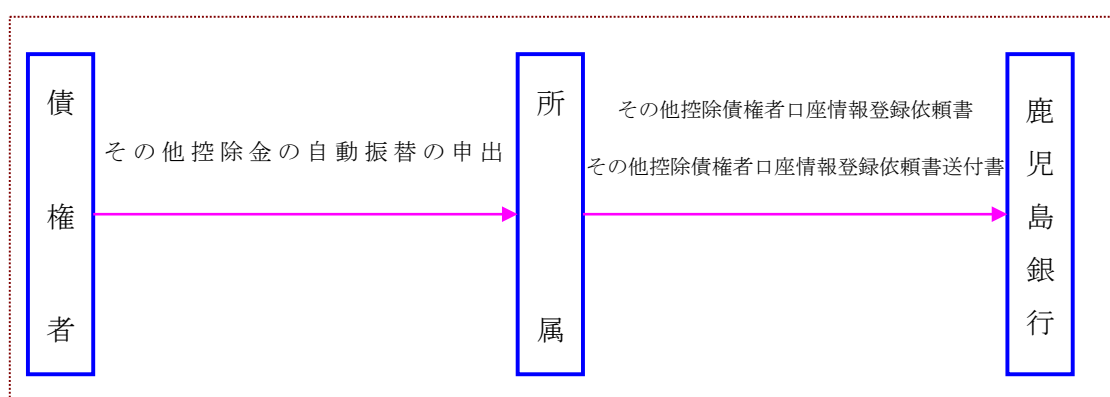 債権者
その他控除金の自動振替の申出
所属
その他控除債権者口座情報登録依頼書
その他控除債権者口座情報登録依頼書送付書
鹿児島銀行